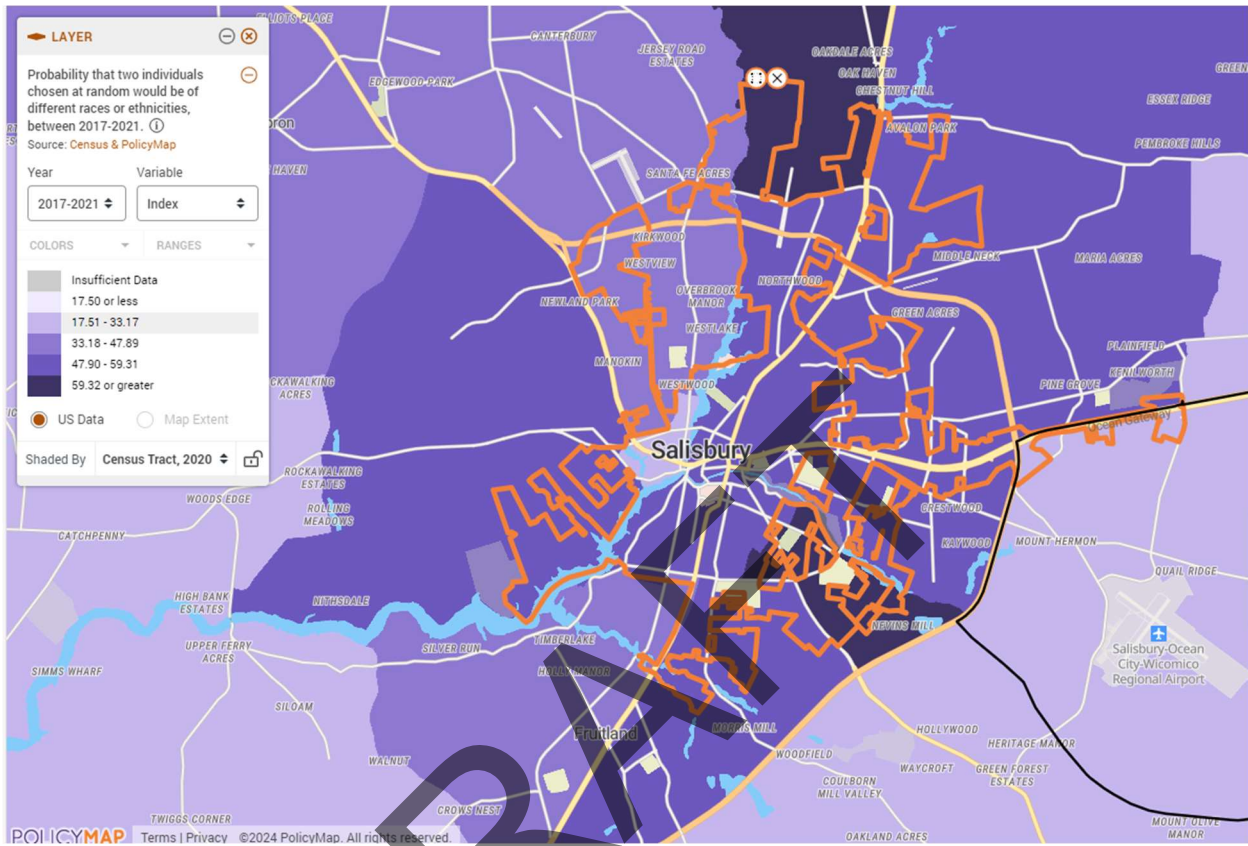 LAYER
Probability that two individuals
chosen at random would be of
different races or ethnicities,
between 2017-2021.
Source: Census & PolicyMap
Year
Variable
2017-2021
Index
COLORS
RANGES
Insufficient Data
17.50 or less
17.51 - 33.17
33.18 - 47.89
47.90 - 59.31
59.32 or greater
US Data
Map Extent
Shaded By
Census Tract, 2020
CANTERBURY
JERSEY ROAD
ESTATES
OAKDALE ACRES
OAK HAVEN
CHESTNUT HILL
EDGEWOOD PARK
ESSEX RIDGE
AVALON PARK
PEMBROKE HILLS
SANTA FE ACRES
KIRKWOOD
WESTVIEW
MIDDLE NECK
MARIA ACRES
NORTHWOOD
OVERBROOK
MANOR
NEWLAND PARK
GREEN ACRES
WESTLAKE
PLAINFIELD
MANOKIN
KENILWORTH
PINE GROVE
WESTWOOD
ACRES
Ocean Gateway
Salisbury
ROCKAWALKING
ESTATES
WOODS EDGE
ROLLING
MEADOWS
CRESTWOOD
CATCHPENNY
KAYWOOD
MOUNT HERMON
QUAIL RIDGE
HIGH BANK
ESTATES
NITHSDALE
NEVINS MILL
TIMBERLAKE
UPPER FERRY
ACRES
SILVER RUN
Salisbury-Ocean
City-Wicomico
Regional Airport
SIMMS WHARF
HOLLY MANOR
SILOAM
Fruitland
MORRIS MILL
HOLLYWOOD
HERITAGE MANOR
WOODFIELD
WALNUT
WAYCROFT
GREEN FOREST
ESTATES
COULBORN
MILL VALLEY
CROWS NEST
TWIGGS CORNER
MOUNT OLIVE
MANOR
OAKLAND ACRES
POLICYMAP
Terms | Privacy ©2024 PolicyMap. All rights reserved.
DRAFT